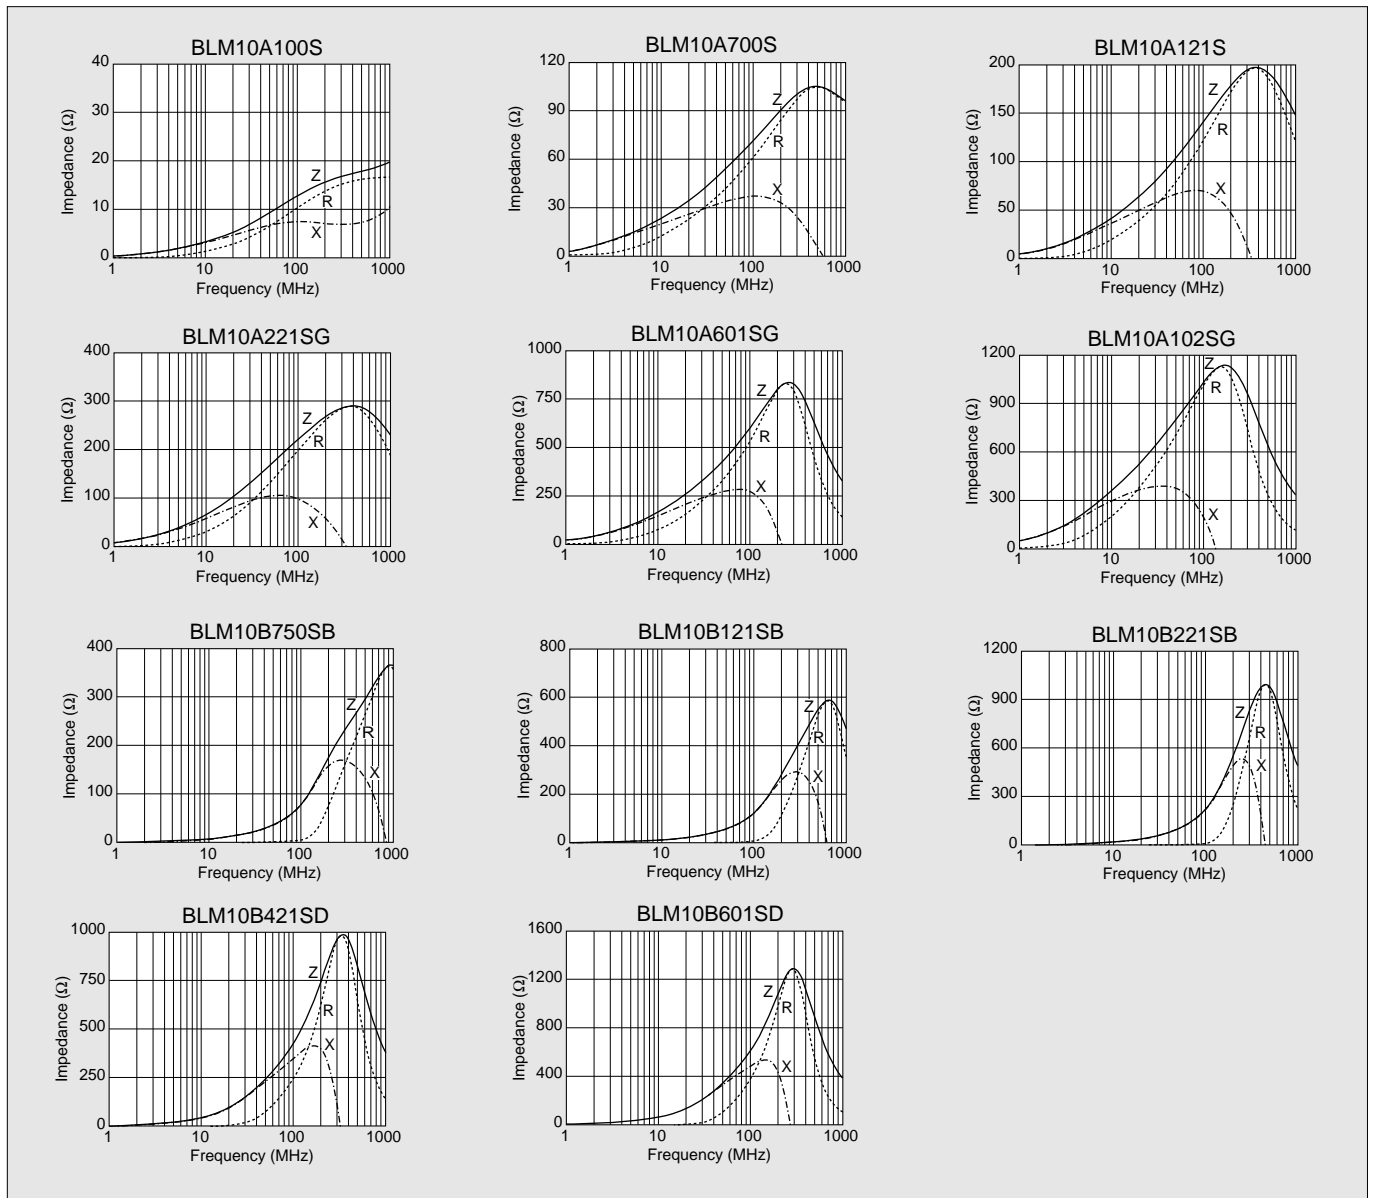 BLM10A100S
40
30
20
10
0
Impedance (Ω)
Z
R
X
1 10 100 1000
Frequency (MHz)
BLM10A700S
120
90
60
30
0
Impedance (Ω)
Z
R
X
1 10 100 1000
Frequency (MHz)
BLM10A121S
200
150
100
50
0
Impedance (Ω)
Z
R
X
1 10 100 1000
Frequency (MHz)
BLM10A221SG
400
300
200
100
0
Impedance (Ω)
Z
R
X
1 10 100 1000
Frequency (MHz)
BLM10A601SG
1000
750
500
250
0
Impedance (Ω)
Z
R
X
1 10 100 1000
Frequency (MHz)
BLM10A102SG
1200
900
600
300
0
Impedance (Ω)
Z
R
X
1 10 100 1000
Frequency (MHz)
BLM10B750SB
400
300
200
100
0
Impedance (Ω)
Z
R
X
1 10 100 1000
Frequency (MHz)
BLM10B121SB
800
600
400
200
0
Impedance (Ω)
Z
R
X
1 10 100 1000
Frequency (MHz)
BLM10B221SB
1200
900
600
300
0
Impedance (Ω)
Z
R
X
1 10 100 1000
Frequency (MHz)
BLM10B421SD
1000
750
500
250
0
Impedance (Ω)
Z
R
X
1 10 100 1000
Frequency (MHz)
BLM10B601SD
1600
1200
800
400
0
Impedance (Ω)
Z
R
X
1 10 100 1000
Frequency (MHz)